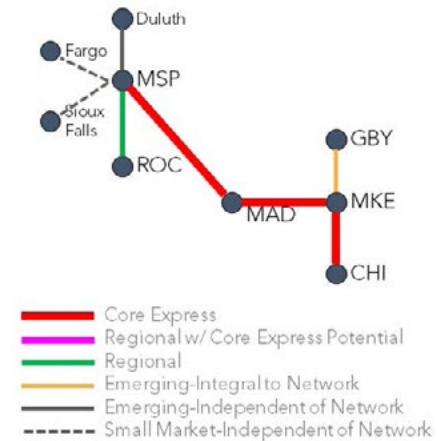 Duluth
Fargo
MSP
Sioux
Falls
GBY
ROC
MKE
MAD
CHI
Core Express
Regional w/ Core Express Potential
Regional
Emerging-Integral to Network
Emerging-Independent of Network
Small Market-Independent of Network